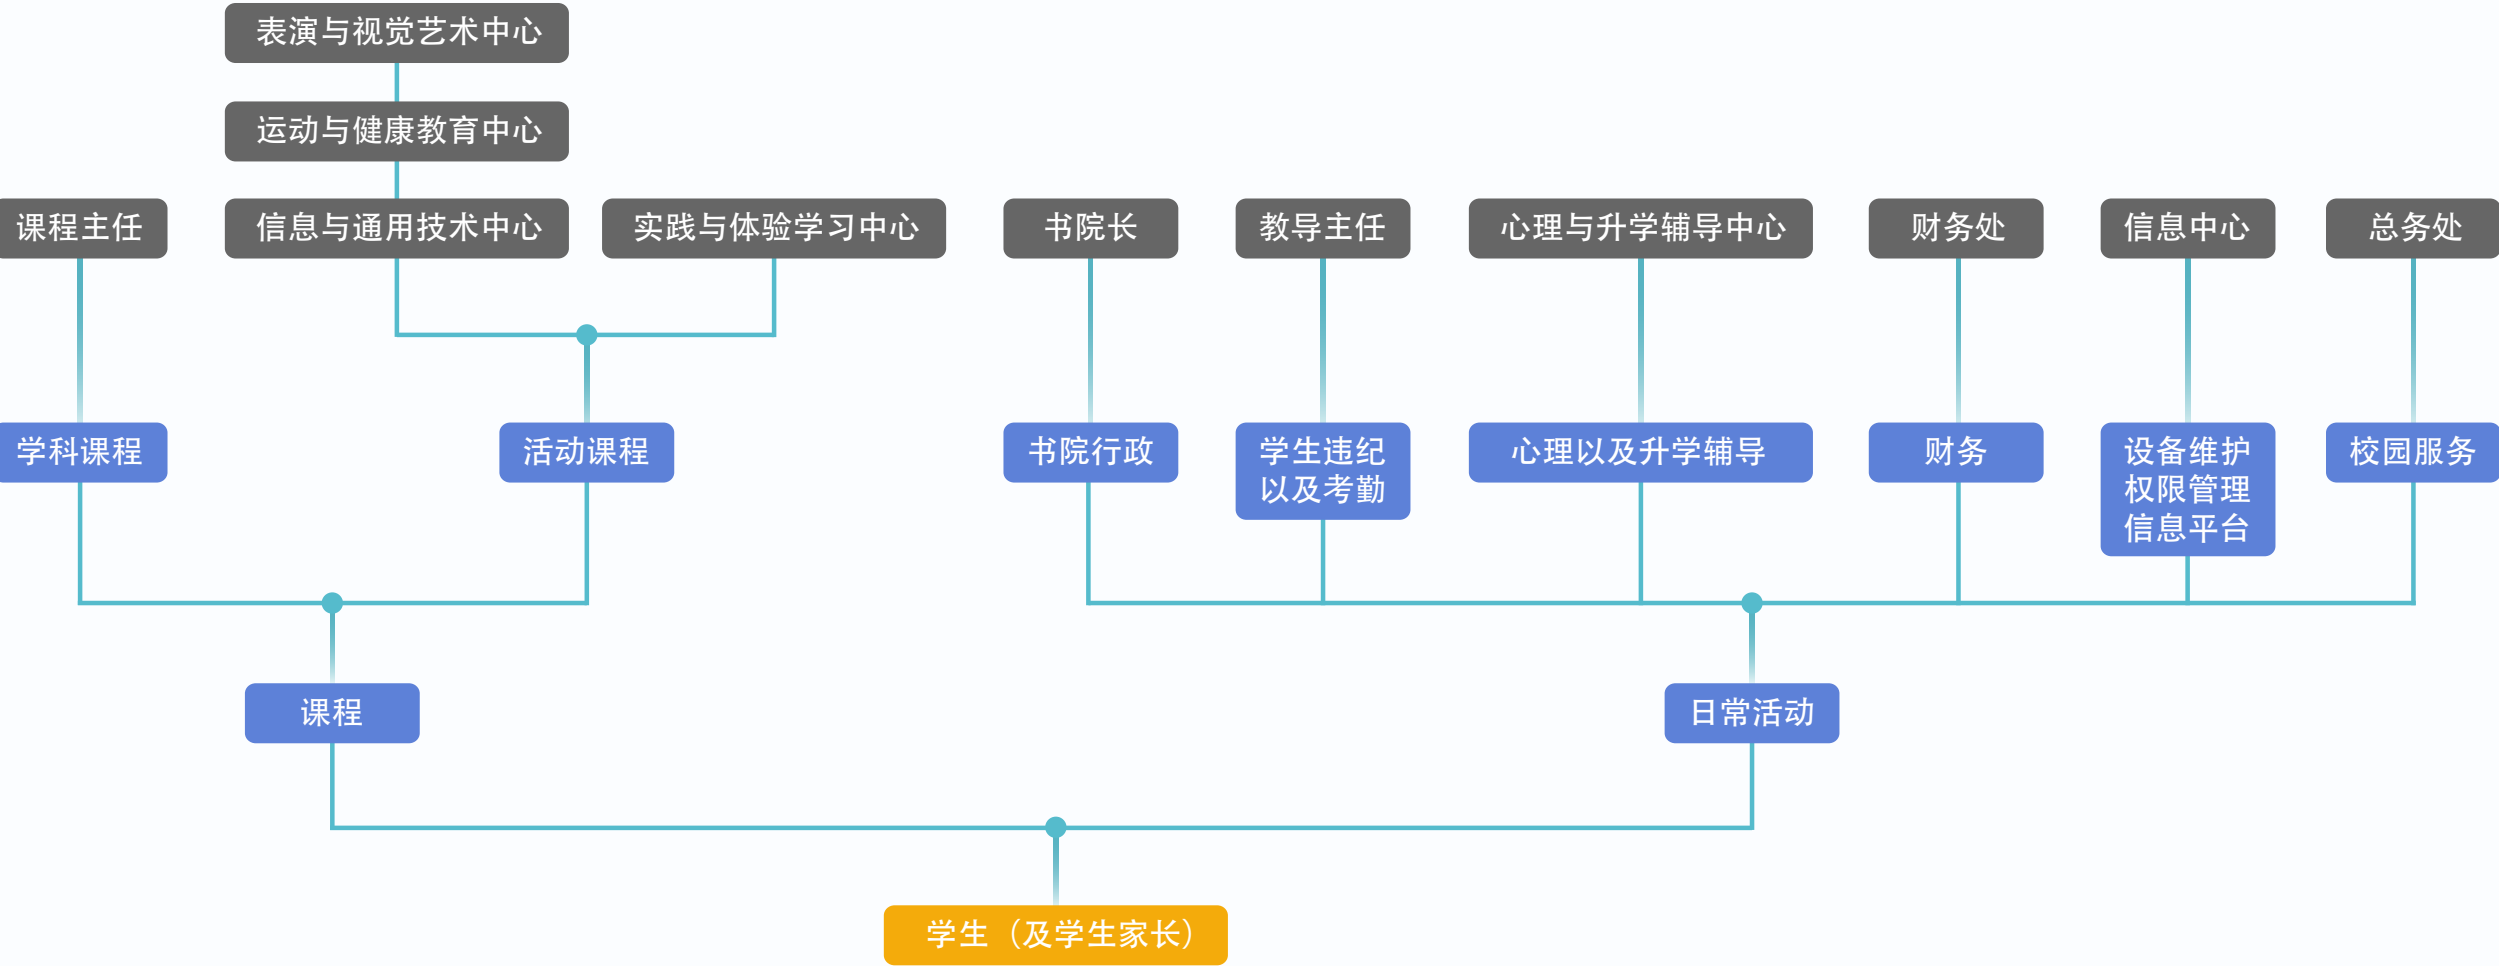 表演与视觉艺术中心
运动与健康教育中心
课程主任
信息与通用技术中心
实践与体验学习中心
书院长
教导主任
心理与升学辅导中心
财务处
信息中心
总务处
学科课程
活动课程
书院行政
学生违纪
以及考勤
心理以及升学辅导
财务
设备维护
权限管理
信息平台
校园服务
课程
日常活动
学生（及学生家长）